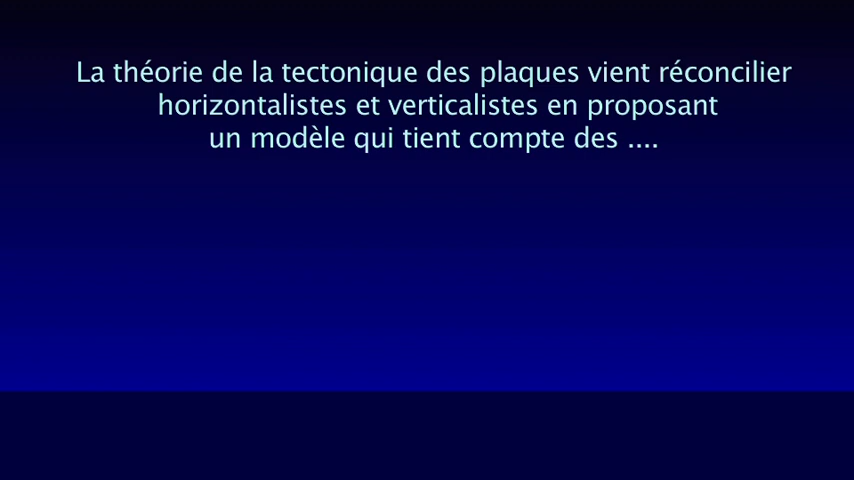 La théorie de la tectonique des plaques vient réconcilier
horizontalistes et verticalistes en proposant
un modèle qui tient compte des ....